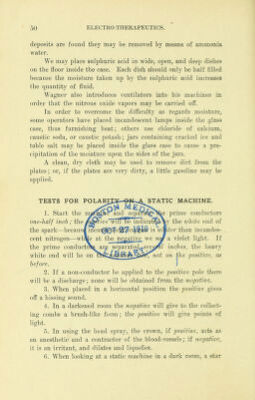 50 ELECTRO-THERAPEUTICS.
deposits are found they may be removed by means of ammonia
water.
We may place sulphuric acid in wide, open, and deep dishes
on the floor inside the case. Each dish should only be half filled
because the moisture taken up by the sulphuric acid increases
the quantity of fluid.
Wagner also introduces ventilators into his machines in
order that the nitrous oxide vapors may be carried off.
In order to overcome the difficulty as regards moisture,
some operators have placed incandescent lamps inside the glass
case, thus furnishing heat; others use chloride of calcium,
caustic soda, or caustic potash; jars containing cracked ice and
table salt may be placed inside the glass case to cause a pre-
cipitation of the moisture upon the sides of the jars.
A clean, dry cloth may be used to remove dirt from the
plates; or, if the plates are very dirty, a little gasoline may be
applied.
TESTS FOR POLARITY ON A STATIC MACHINE.
1. Start the and the prime conductors
one-half inch; the will be by the white end of
the spark—because is than incandes-
cent nitrogen—while at the negative we a violet light. If
the prime conductors are separated inches, the heavy
white end will be on the , not on the positive, as
before.
2. If a non-conductor be applied to the positive pole there
will be a discharge; none will be obtained from the negative.
3. When placed in a horizontal position the positive gives
off a hissing sound.
4. In a darkened room the negative will give to the collect-
ing combs a brush-like form; the positive will give points of
light.
5. In using the head spray, the crown, if positive, acts as
an anesthetic and a contractor of the blood-vessels; if negative,
it is an irritant, and dilates and liquefies.
6. When looking at a static machine in a dark room, a star
BOSTON MEDICAL
OCT 27 1919
LIBRARY